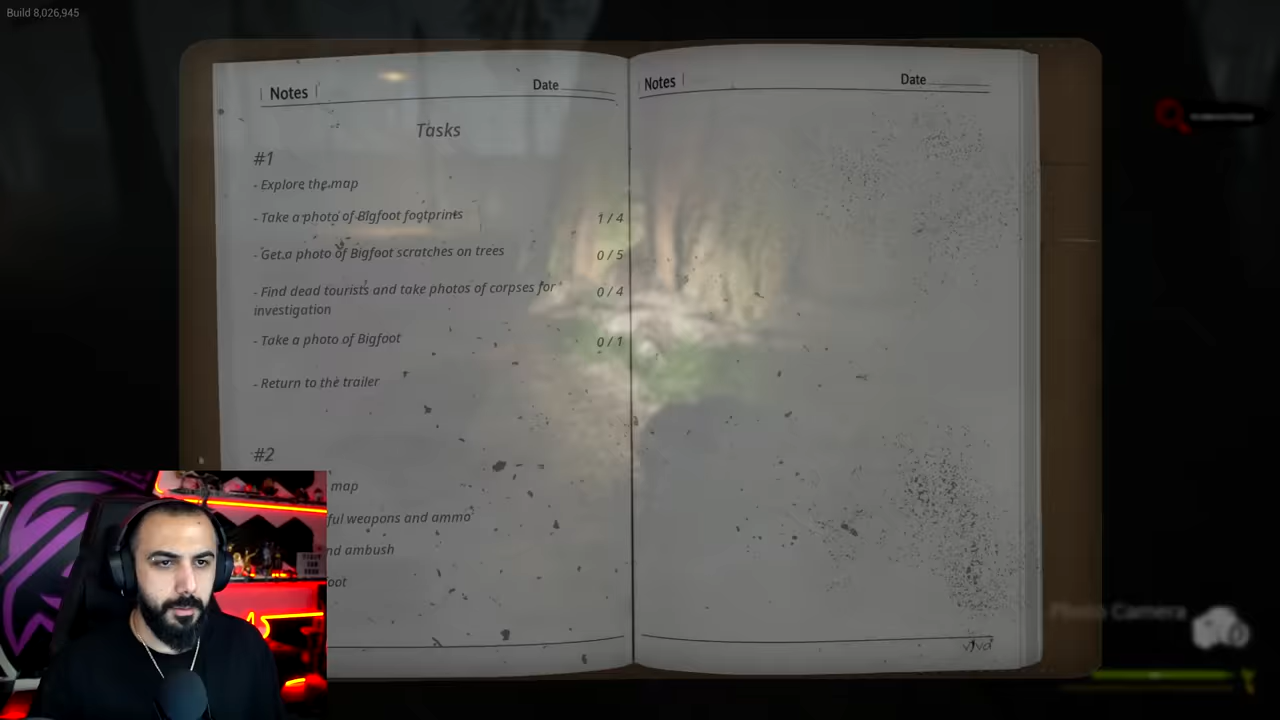 Build 8,026,945
Notes
Date
Notes
Date
Tasks
#1
- Explore the map
- Take a photo of Bigfoot footprints 1 / 4
- Get a photo of Bigfoot scratches on trees 0 / 5
- Find dead tourists and take photos of corpses for 0 / 4
investigation
- Take a photo of Bigfoot 0 / 1
- Return to the trailer
#2
map
ful weapons and ammo
nd ambush
oot
Photo Camera